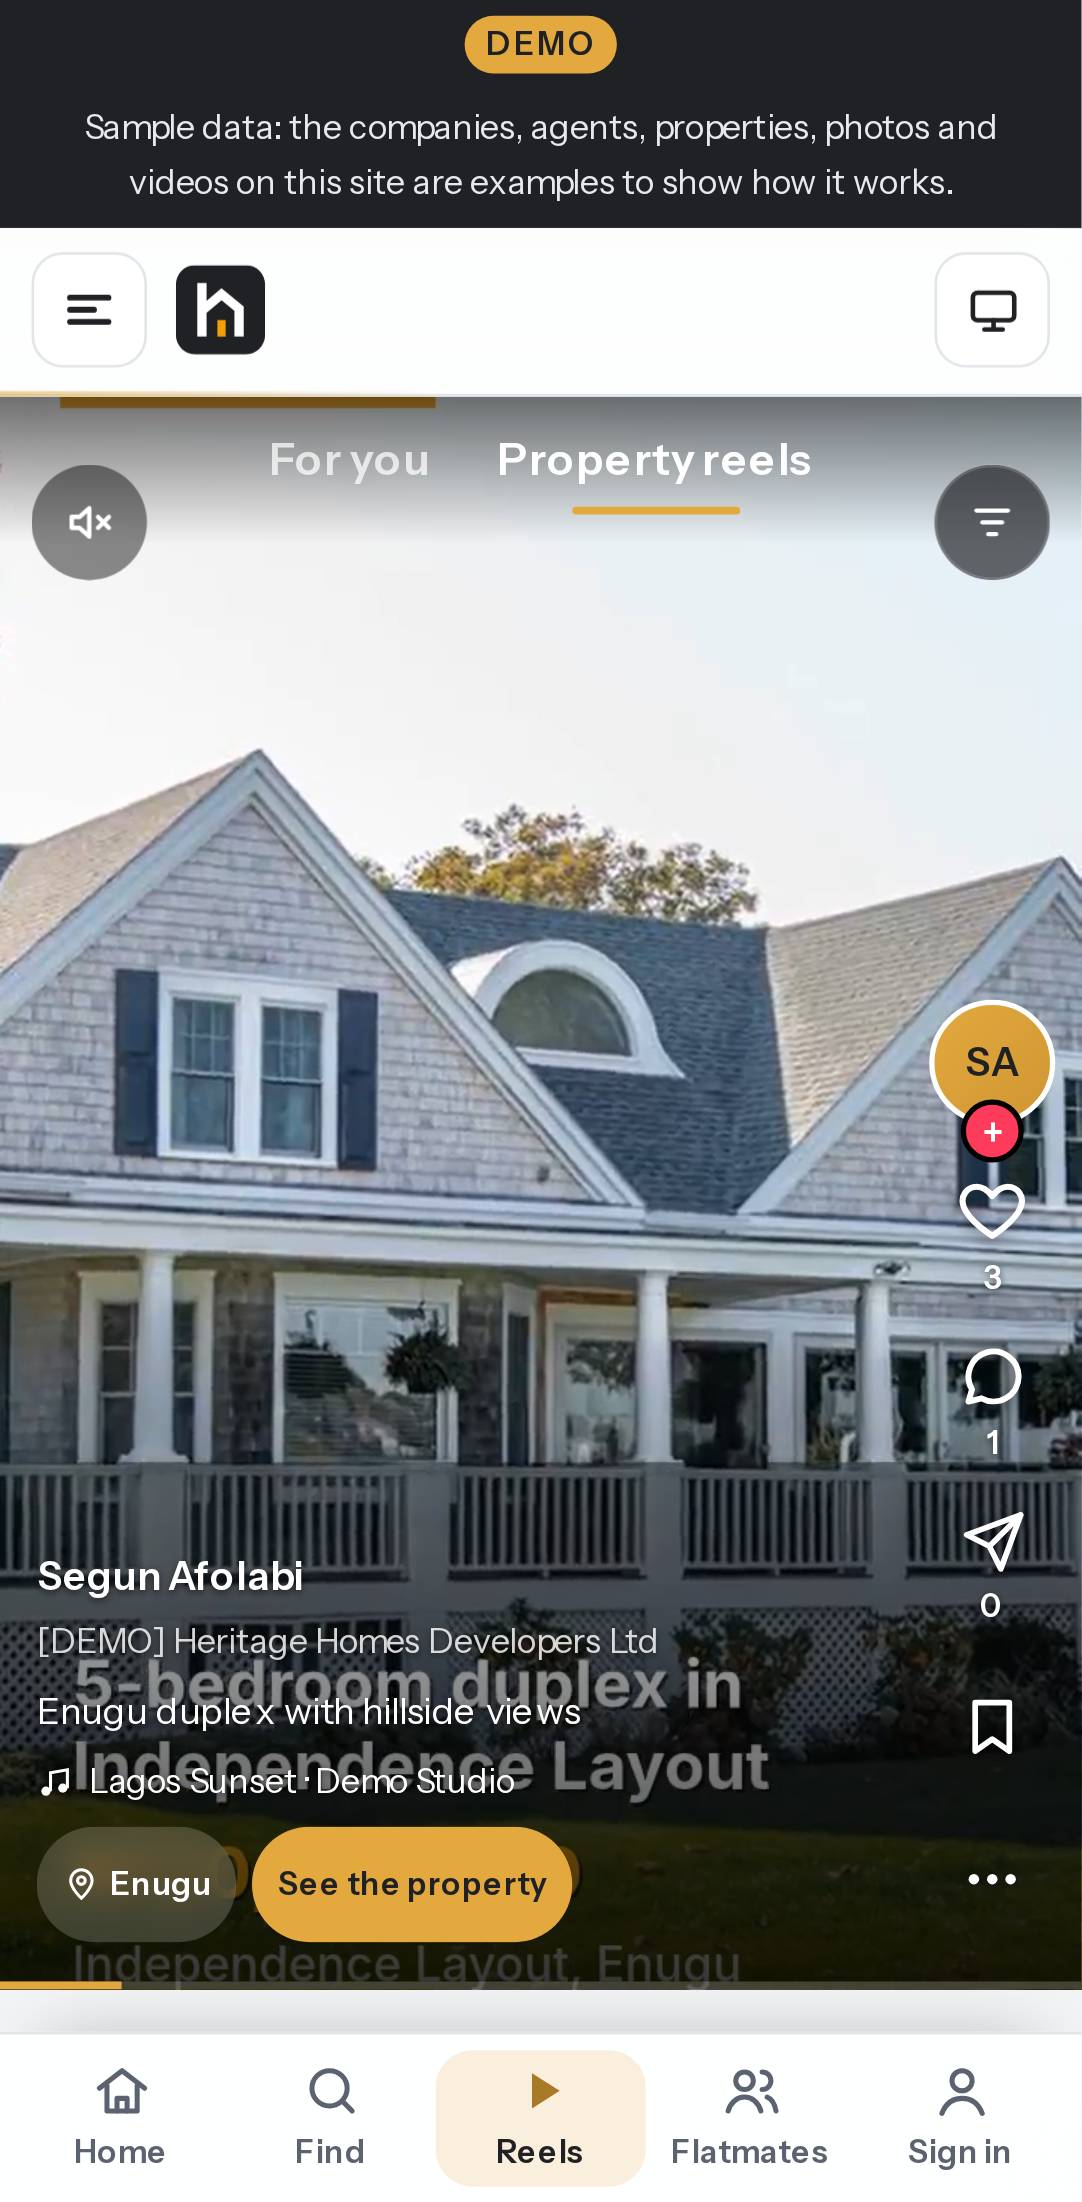 DEMO
Sample data: the companies, agents, properties, photos and
videos on this site are examples to show how it works.
For you
Property reels
SA
3
1
0
Segun Afolabi
[DEMO] Heritage Homes Developers Ltd
5-bedroom duplex in
Enugu duplex with hillside views
Independence Layout
Lagos Sunset · Demo Studio
Enugu
See the property
Independence Layout, Enugu
Home
Find
Reels
Flatmates
Sign in